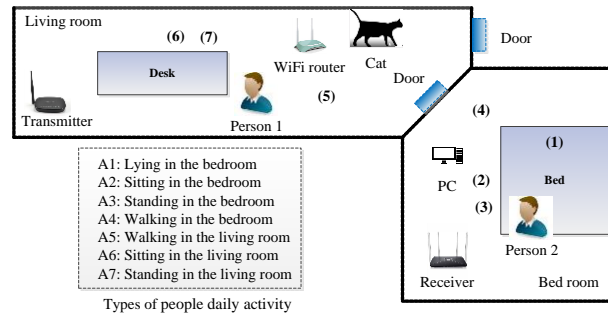 Living room
(6) (7)
Door
WiFi router
Cat
Desk
Door
(5)
Transmitter
Person 1
(4)
(1)
A1: Lying in the bedroom
A2: Sitting in the bedroom
A3: Standing in the bedroom
A4: Walking in the bedroom
A5: Walking in the living room
A6: Sitting in the living room
A7: Standing in the living room
PC
(2)
Bed
(3)
Person 2
Receiver
Bed room
Types of people daily activity